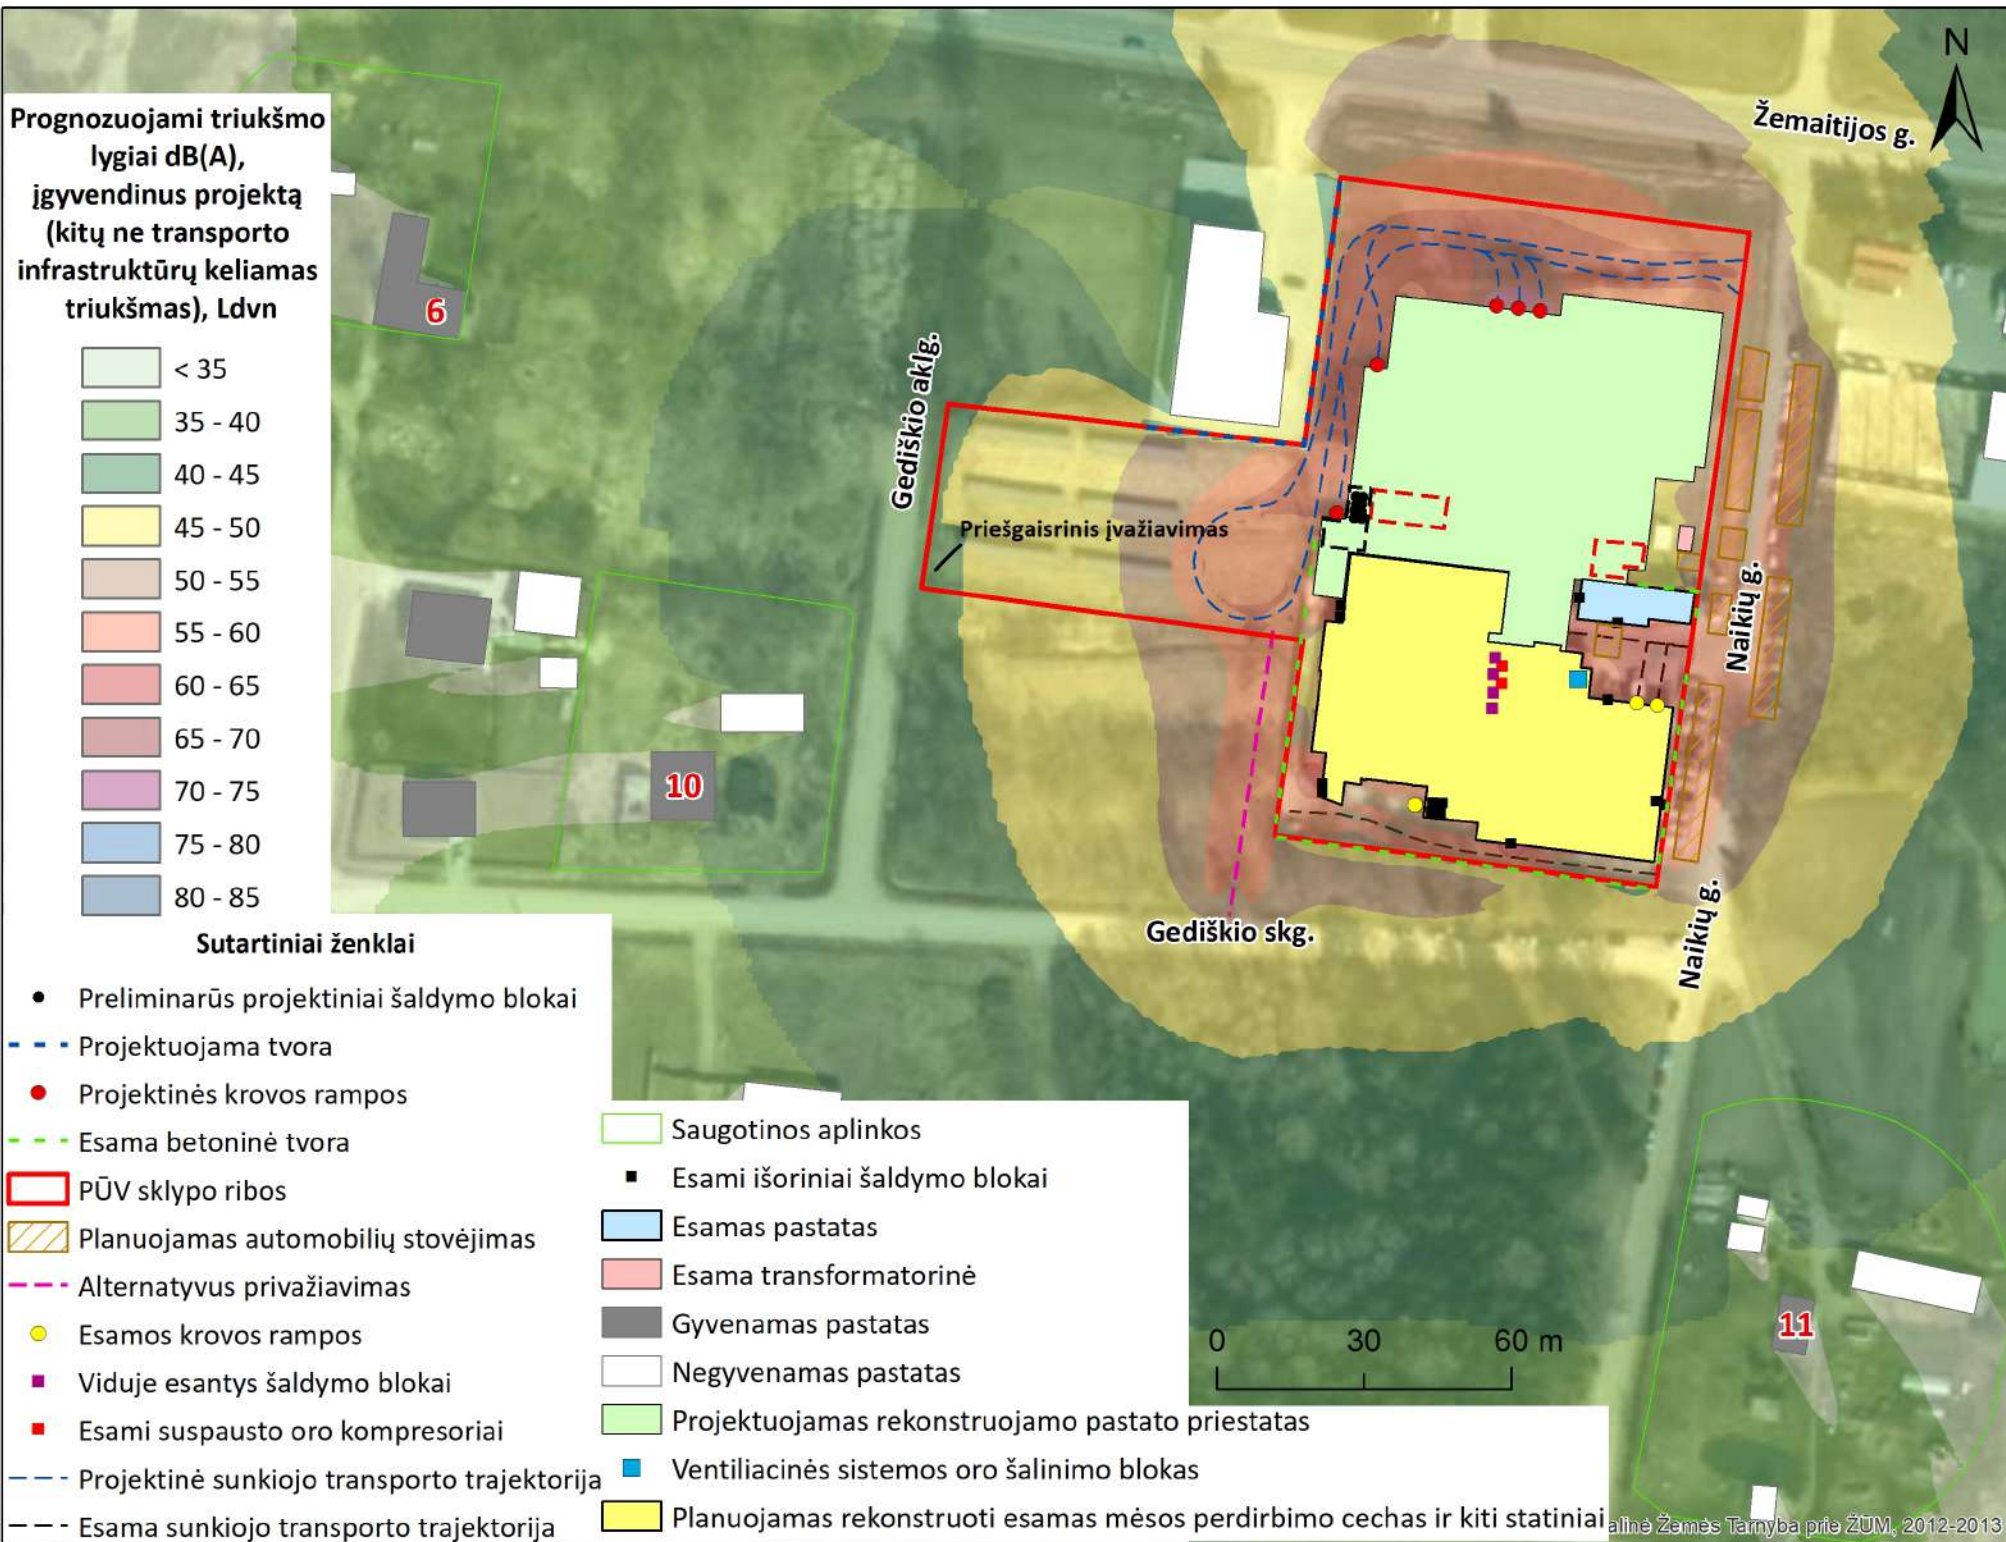 N
Žemaitijos g.
Prognozuojami triukšmo
lygiai dB(A),
įgyvendinus projektą
(kitų ne transporto
infrastruktūrų keliamas
triukšmas), Ldvn
< 35
35 - 40
40 - 45
45 - 50
50 - 55
55 - 60
60 - 65
65 - 70
70 - 75
75 - 80
80 - 85
6
Gediškio aklg.
Priešgaisrinis įvažiavimas
Naikių g.
10
Gediškio skg.
Naikių g.
11
Sutartiniai ženklai
Preliminarūs projektiniai šaldymo blokai
Projektuojama tvora
Projektinės krovos rampos
Esama betoninė tvora
PŪV sklypo ribos
Planuojamas automobilių stovėjimas
Alternatyvus privažiavimas
Esamos krovos rampos
Viduje esantys šaldymo blokai
Esami suspausto oro kompresoriai
Projektinė sunkiojo transporto trajektorija
Esama sunkiojo transporto trajektorija
Saugotinos aplinkos
Esami išoriniai šaldymo blokai
Esamas pastatas
Esama transformatorinė
Gyvenamas pastatas
Negyvenamas pastatas
Projektuojamas rekonstruojamo pastato priestatas
Ventiliacinės sistemos oro šalinimo blokas
Planuojamas rekonstruoti esamas mėsos perdirbimo cechas ir kiti statiniai
0 30 60 m
alinė Žemės Tarnyba prie ŽŪM, 2012-2013